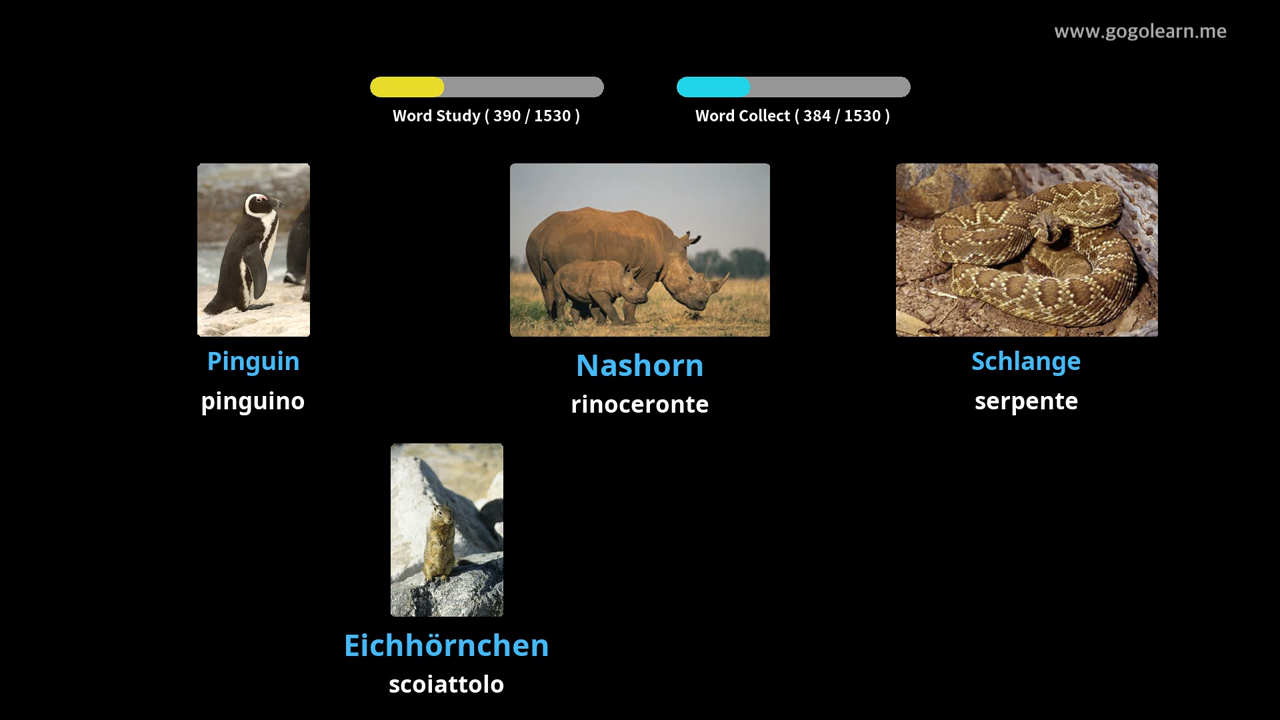 www.gogolearn.me
Word Study ( 390 / 1530 )
Word Collect ( 384 / 1530 )
Pinguin
pinguino
Nashorn
rinoceronte
Schlange
serpente
Eichhörnchen
scoiattolo